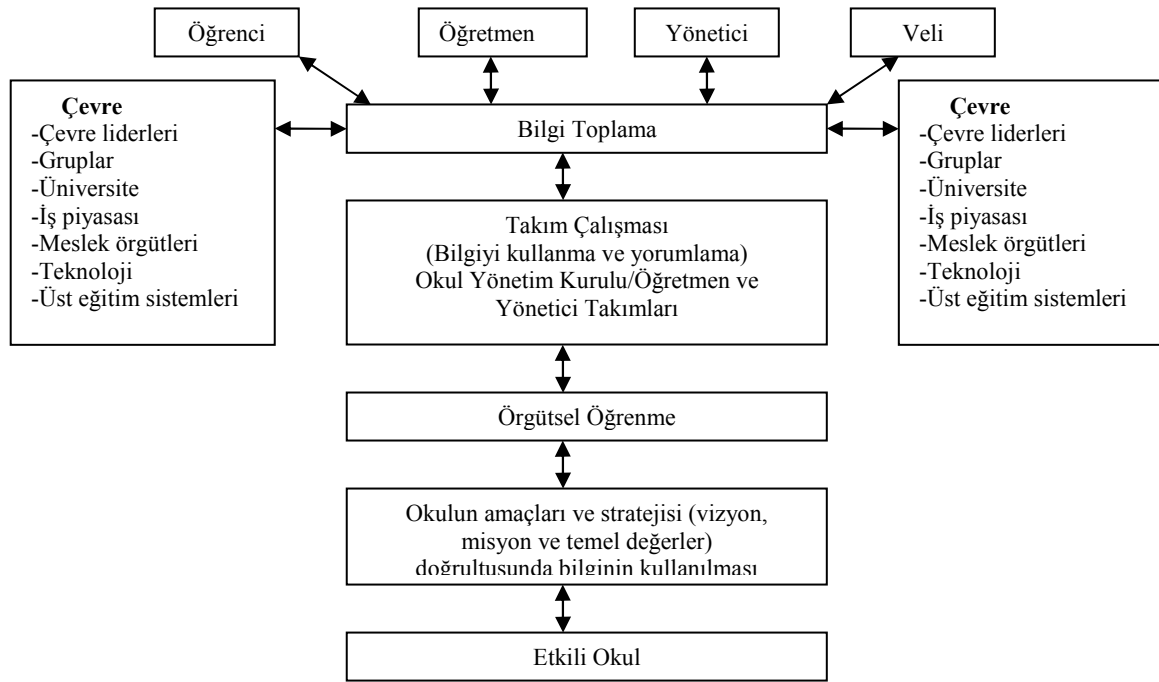 Öğrenci
Öğretmen
Yönetici
Veli
Çevre
-Çevre liderleri
-Gruplar
-Üniversite
-İş piyasası
-Meslek örgütleri
-Teknoloji
-Üst eğitim sistemleri
Bilgi Toplama
Çevre
-Çevre liderleri
-Gruplar
-Üniversite
-İş piyasası
-Meslek örgütleri
-Teknoloji
-Üst eğitim sistemleri
Takım Çalışması
(Bilgiyi kullanma ve yorumlama)
Okul Yönetim Kurulu/Öğretmen ve
Yönetici Takımları
Örgütsel Öğrenme
Okulun amaçları ve stratejisi (vizyon,
misyon ve temel değerler)
doğrultusunda bilginin kullanılması
Etkili Okul